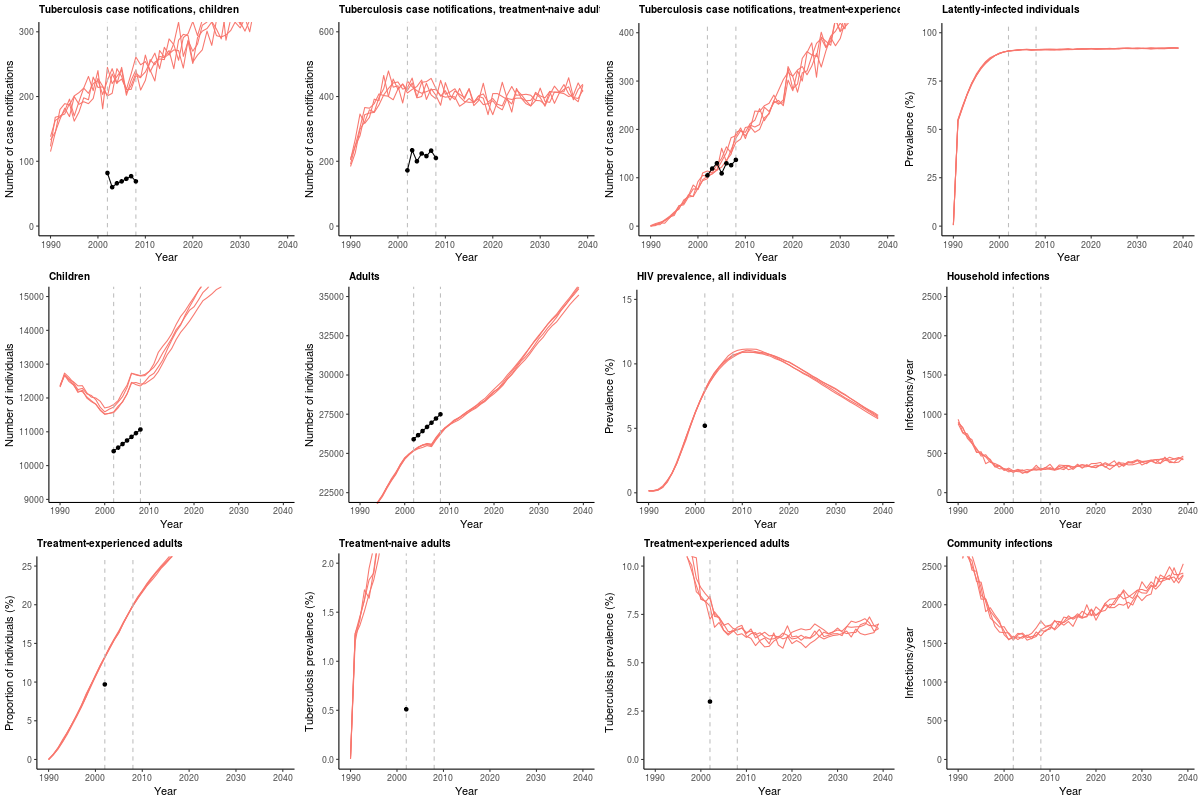 Tuberculosis case notifications, children
Number of case notifications
300
200
100
0
1990 2000 2010 2020 2030 2040
Year
Tuberculosis case notifications, treatment-naive adul
Number of case notifications
600
400
200
0
1990 2000 2010 2020 2030 2040
Year
Tuberculosis case notifications, treatment-experience
Number of case notifications
400
300
200
100
0
1990 2000 2010 2020 2030 2040
Year
Latently-infected individuals
Prevalence (%)
100
75
50
25
0
1990 2000 2010 2020 2030 2040
Year
Children
Number of individuals
15000
14000
13000
12000
11000
10000
9000
1990 2000 2010 2020 2030 2040
Year
Adults
Number of individuals
35000
32500
30000
27500
25000
22500
1990 2000 2010 2020 2030 2040
Year
HIV prevalence, all individuals
Prevalence (%)
15
10
5
0
1990 2000 2010 2020 2030 2040
Year
Household infections
Infections/year
2500
2000
1500
1000
500
0
1990 2000 2010 2020 2030 2040
Year
Treatment-experienced adults
Proportion of individuals (%)
25
20
15
10
5
0
1990 2000 2010 2020 2030 2040
Year
Treatment-naive adults
Tuberculosis prevalence (%)
2.0
1.5
1.0
0.5
0.0
1990 2000 2010 2020 2030 2040
Year
Treatment-experienced adults
Tuberculosis prevalence (%)
10.0
7.5
5.0
2.5
0.0
1990 2000 2010 2020 2030 2040
Year
Community infections
Infections/year
2500
2000
1500
1000
500
0
1990 2000 2010 2020 2030 2040
Year